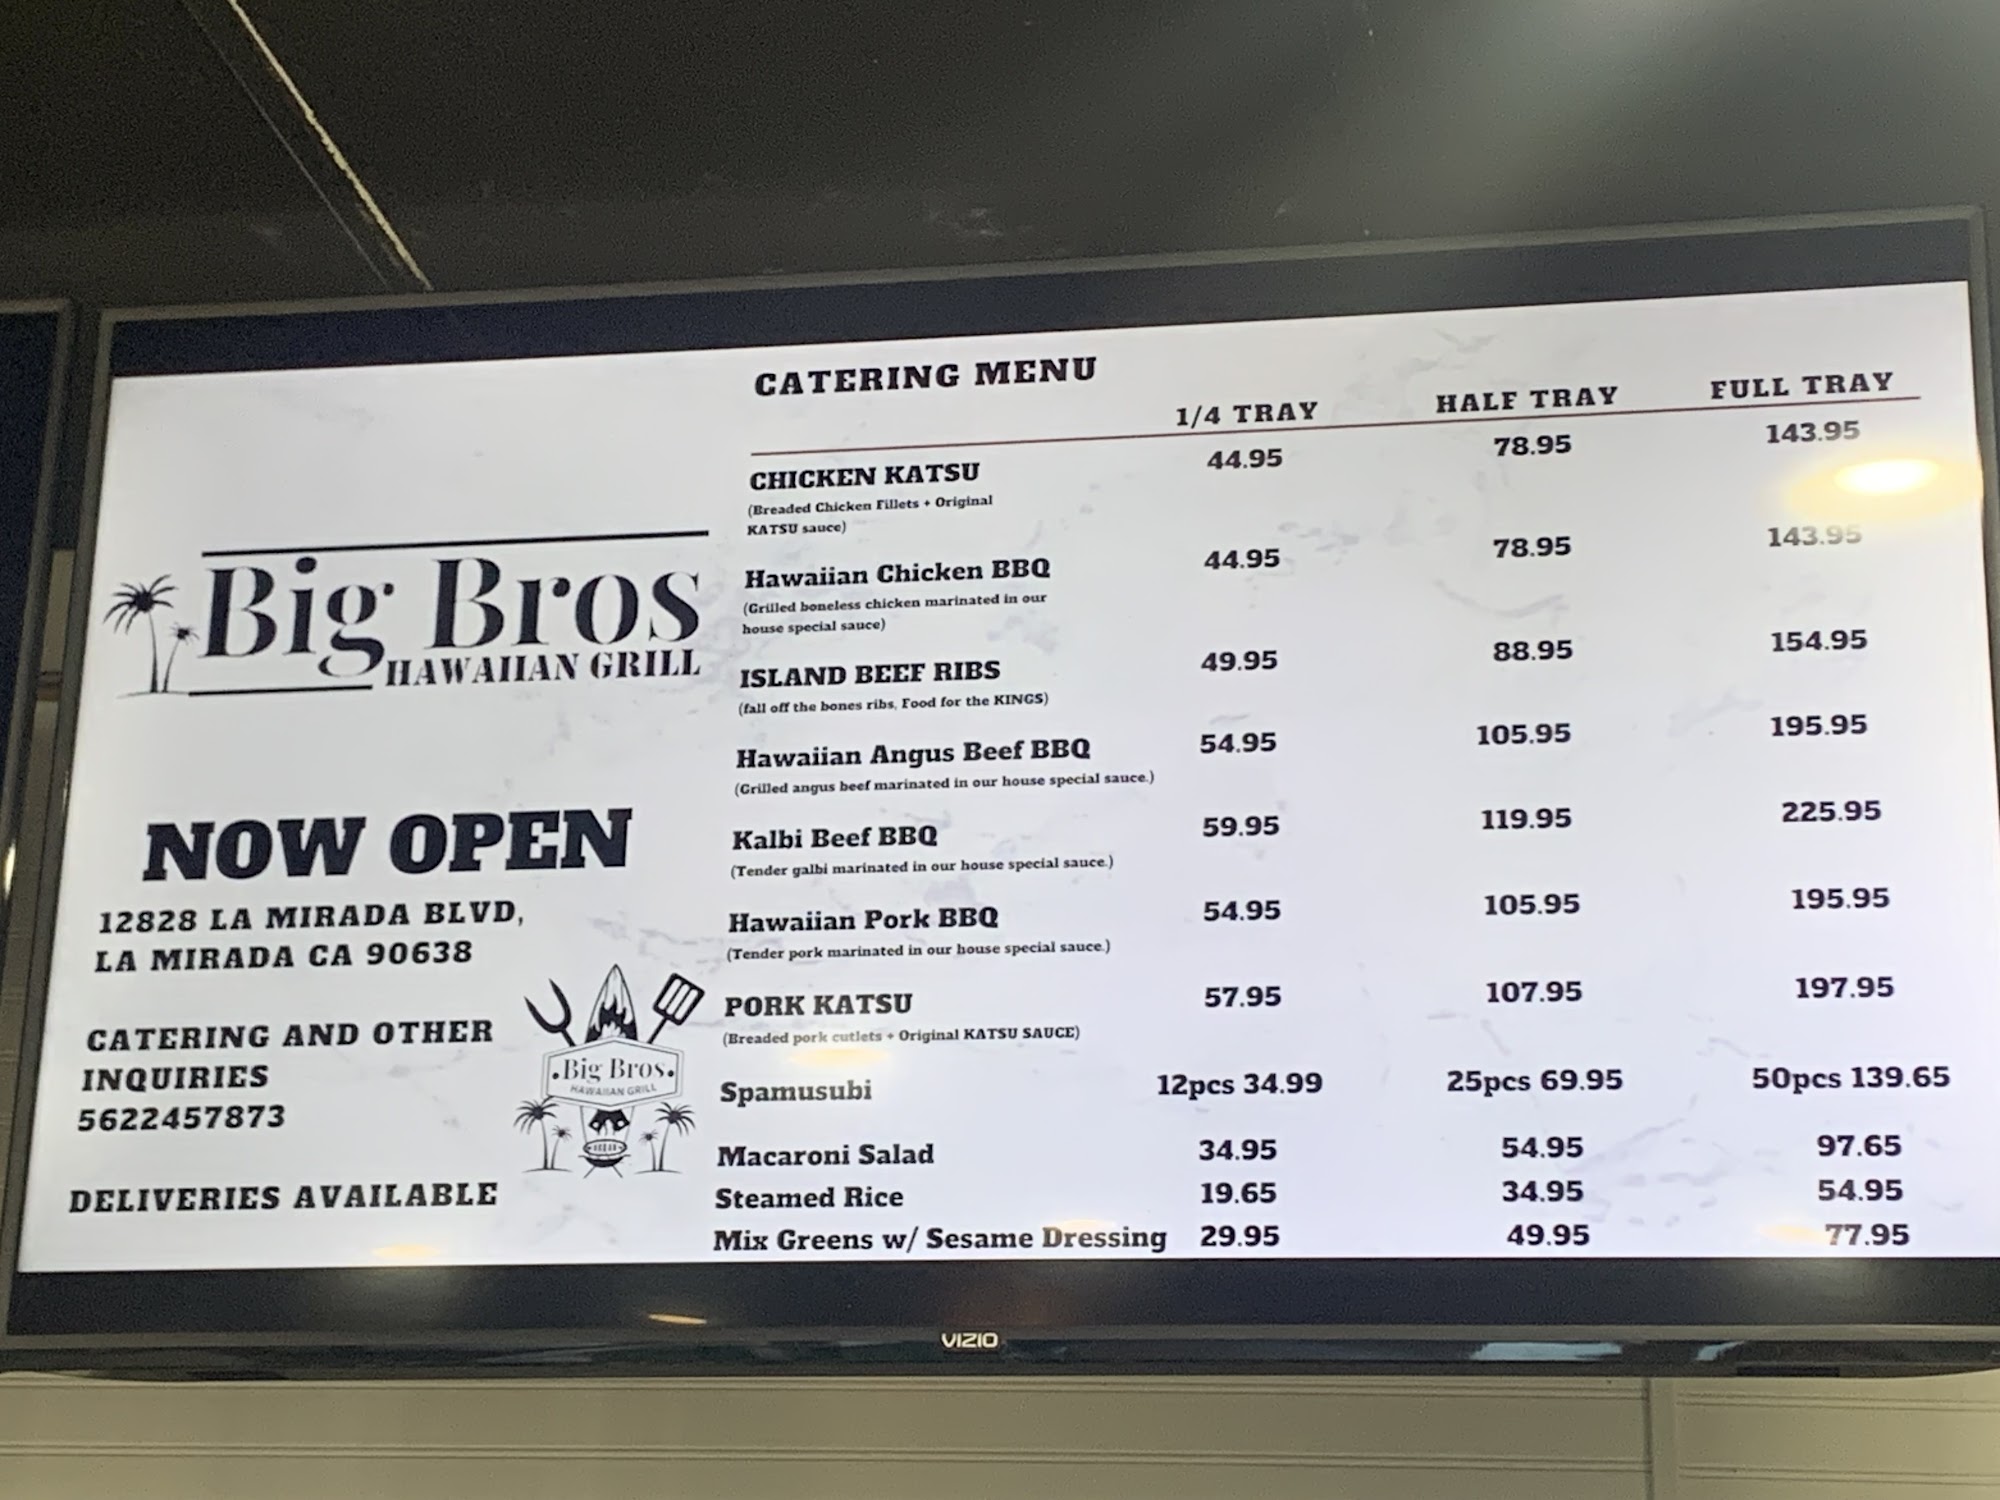 CATERING MENU
1/4 TRAY HALF TRAY FULL TRAY
CHICKEN KATSU 44.95 78.95 143.95
(Breaded Chicken Fillets + Original
KATSU sauce)
Hawaiian Chicken BBQ 44.95 78.95 143.95
(Grilled boneless chicken marinated in our
house special sauce)
ISLAND BEEF RIBS 49.95 88.95 154.95
(fall off the bones ribs, Food for the KINGS)
Hawaiian Angus Beef BBQ 54.95 105.95 195.95
(Grilled angus beef marinated in our house special sauce.)
Kalbi Beef BBQ 59.95 119.95 225.95
(Tender galbi marinated in our house special sauce.)
Hawaiian Pork BBQ 54.95 105.95 195.95
(Tender pork marinated in our house special sauce.)
PORK KATSU 57.95 107.95 197.95
(Breaded pork cutlets + Original KATSU SAUCE)
Spamusubi 12pcs 34.99 25pcs 69.95 50pcs 139.65
Macaroni Salad 34.95 54.95 97.65
Steamed Rice 19.65 34.95 54.95
Mix Greens w/ Sesame Dressing 29.95 49.95 77.95
Big Bros
HAWAIIAN GRILL
NOW OPEN
12828 LA MIRADA BLVD,
LA MIRADA CA 90638
CATERING AND OTHER
INQUIRIES
5622457873
DELIVERIES AVAILABLE
.Big Bros.
HAWAIIAN GRILL
VIZIO